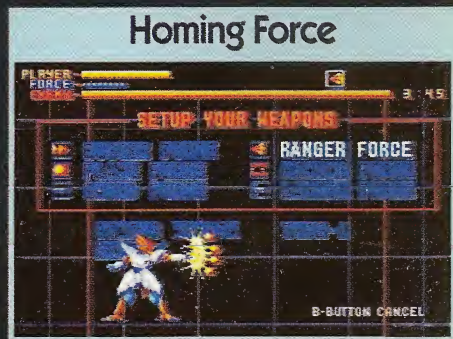 Homing Force
PLAYER
FORCE
3:45
SETUP YOUR WEAPONS
RANGER FORCE
B-BUTTON CANCEL